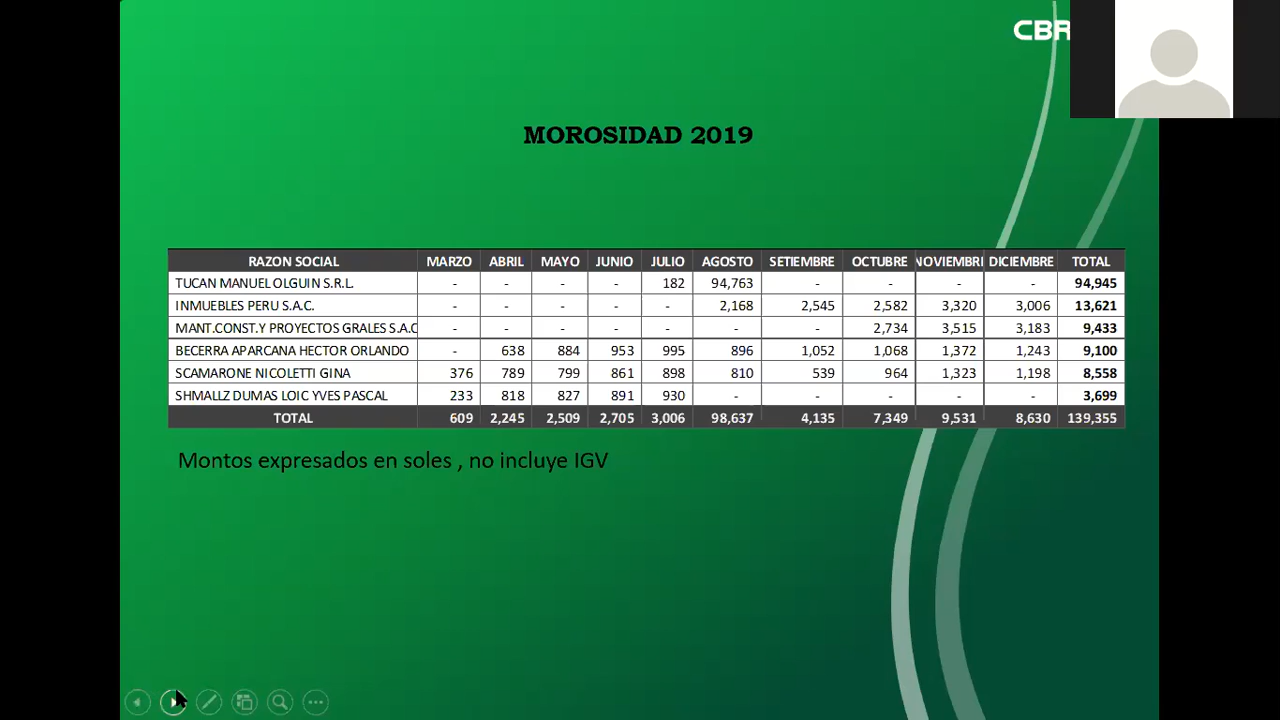 CBR
MOROSIDAD 2019
RAZON SOCIAL MARZO ABRIL MAYO JUNIO JULIO AGOSTO SETIEMBRE OCTUBRE NOVIEMBRE DICIEMBRE TOTAL
TUCAN MANUEL OLGUIN S.R.L. - - - - 182 94,763 - - - - 94,945
INMUEBLES PERU S.A.C. - - - - - 2,168 2,545 2,582 3,320 3,006 13,621
MANT.CONST.Y PROYECTOS GRALES S.A.C - - - - - - - 2,734 3,515 3,183 9,433
BECERRA APARCANA HECTOR ORLANDO - 638 884 953 995 896 1,052 1,068 1,372 1,243 9,100
SCAMARONE NICOLETTI GINA 376 789 799 861 898 810 539 964 1,323 1,198 8,558
SHMALLZ DUMAS LOIC YVES PASCAL 233 818 827 891 930 - - - - - 3,699
TOTAL 609 2,245 2,509 2,705 3,006 98,637 4,135 7,349 9,531 8,630 139,355
Montos expresados en soles , no incluye IGV